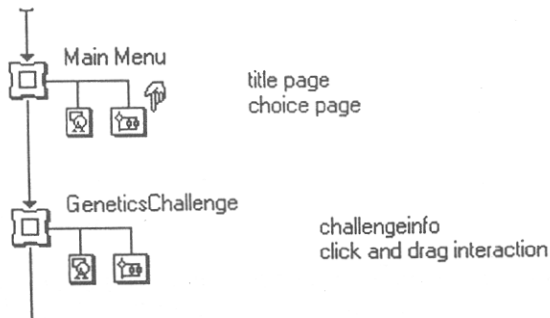 Main Menu
title page
choice page
GeneticsChallenge
challengeinfo
click and drag interaction